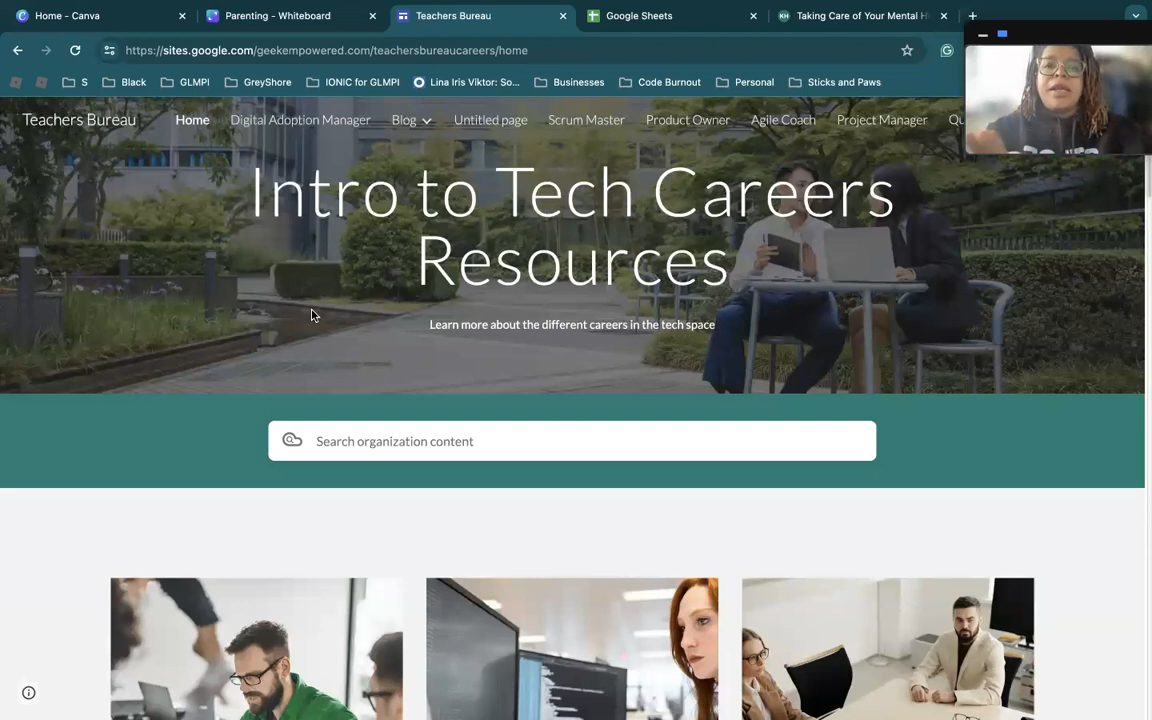 Home - Canva
Parenting - Whiteboard
Teachers Bureau
Google Sheets
Taking Care of Your Mental H
https://sites.google.com/geekempowered.com/teachersbureaucareers/home
S
Black
GLMPI
GreyShore
IONIC for GLMPI
Lina Iris Viktor: So...
Businesses
Code Burnout
Personal
Sticks and Paws
Teachers Bureau
Home
Digital Adoption Manager
Blog
Untitled page
Scrum Master
Product Owner
Agile Coach
Project Manager
Qu
Intro to Tech Careers
Resources
Learn more about the different careers in the tech space
Search organization content